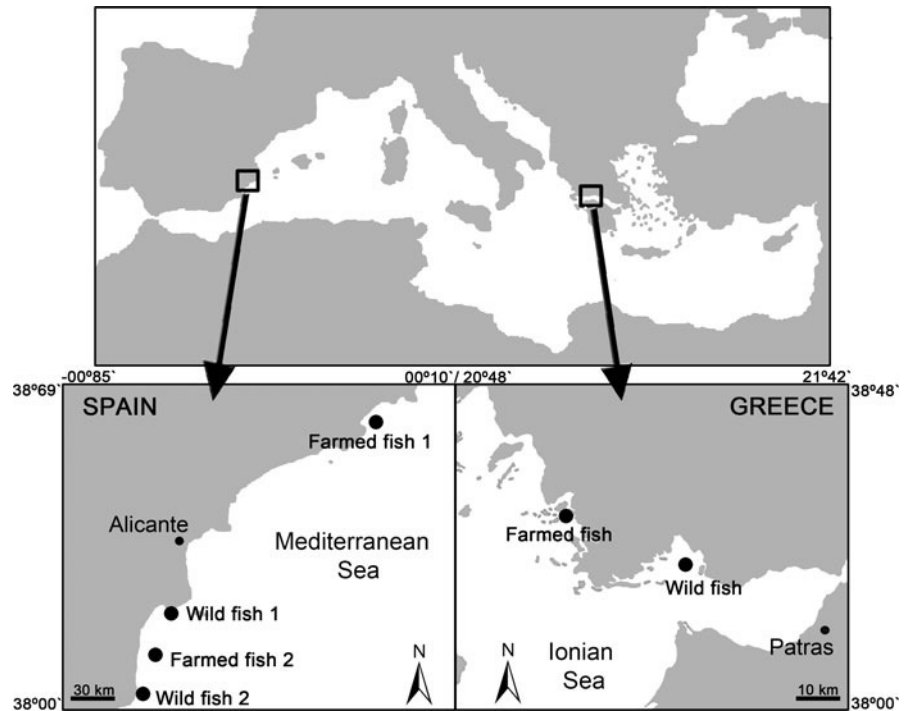 -00º85`
00º10`/ 20º48`
21º42`
38º69`
38º48`
SPAIN
GREECE
Farmed fish 1
Alicante
Mediterranean
Sea
Wild fish 1
Farmed fish 2
Wild fish 2
N
30 km
38º00`
Farmed fish
Wild fish
Patras
Ionian
Sea
N
10 km
38º00`